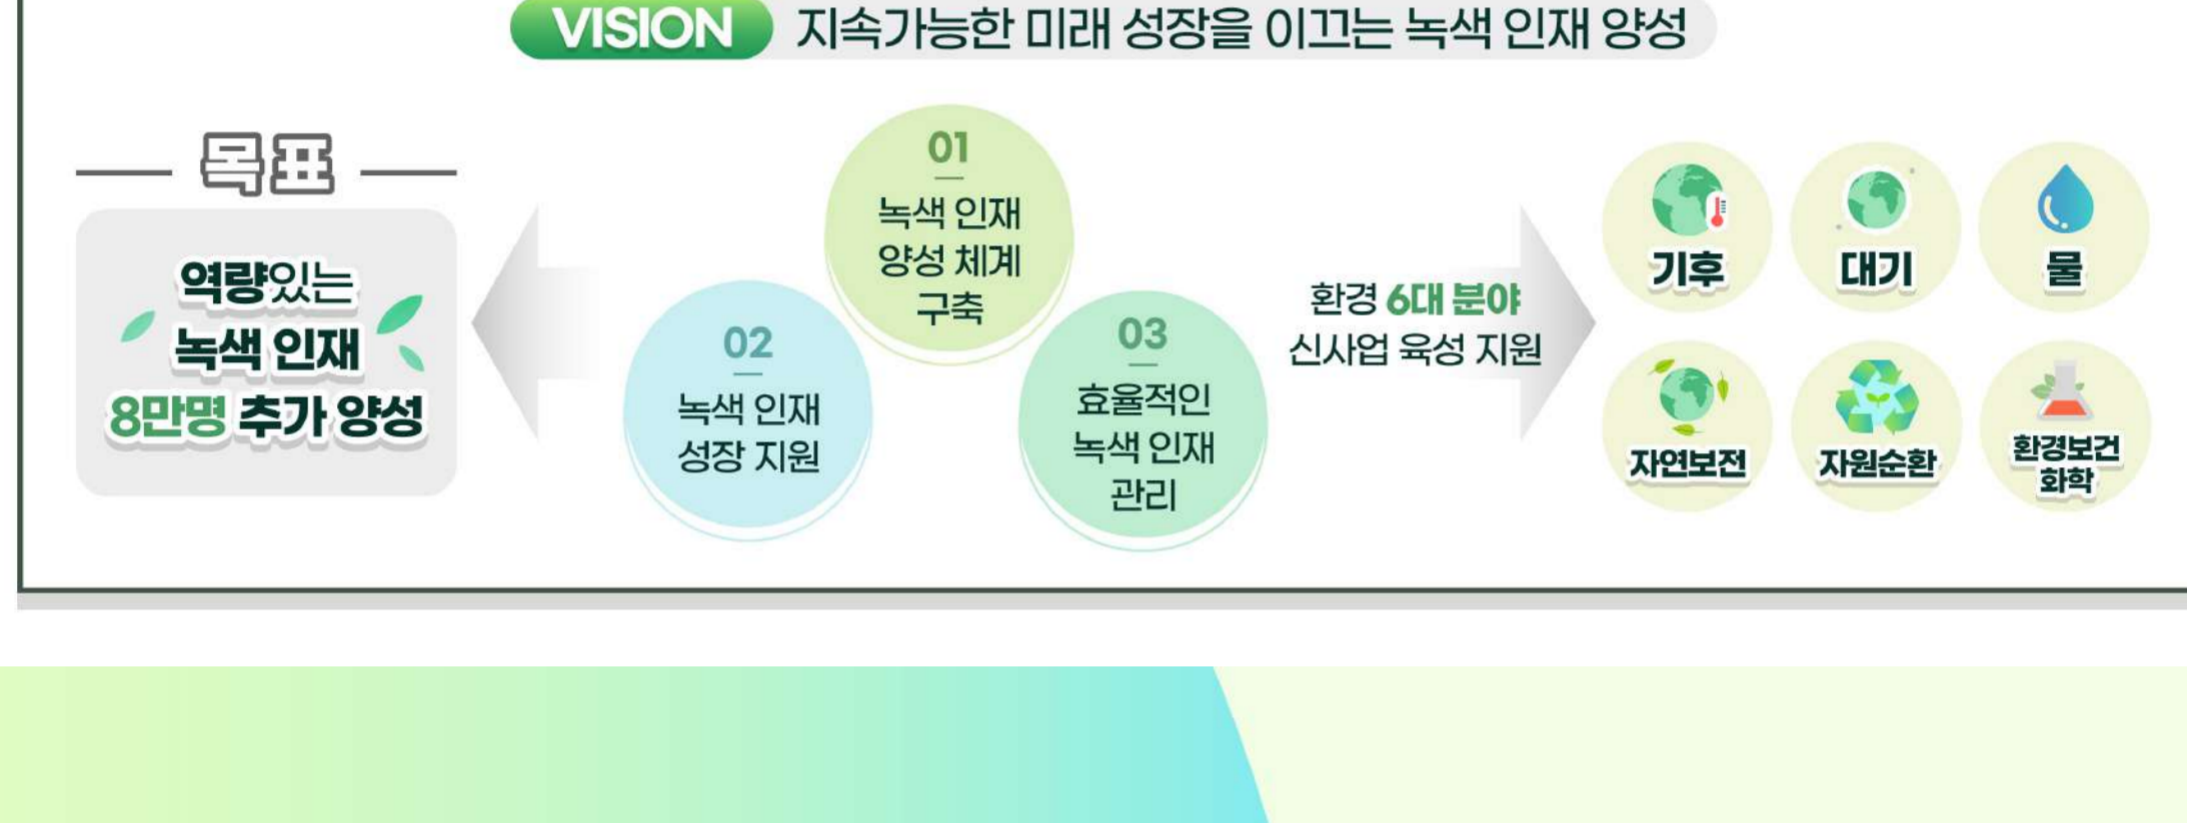 VISION 지속가능한 미래 성장을 이끄는 녹색 인재 양성
목표
역량있는
녹색 인재
8만명 추가 양성
01
녹색 인재
양성 체계
구축
02
녹색 인재
성장 지원
03
효율적인
녹색 인재
관리
환경 6대 분야
신사업 육성 지원
기후
대기
물
자연보전
자원순환
환경보건
화학